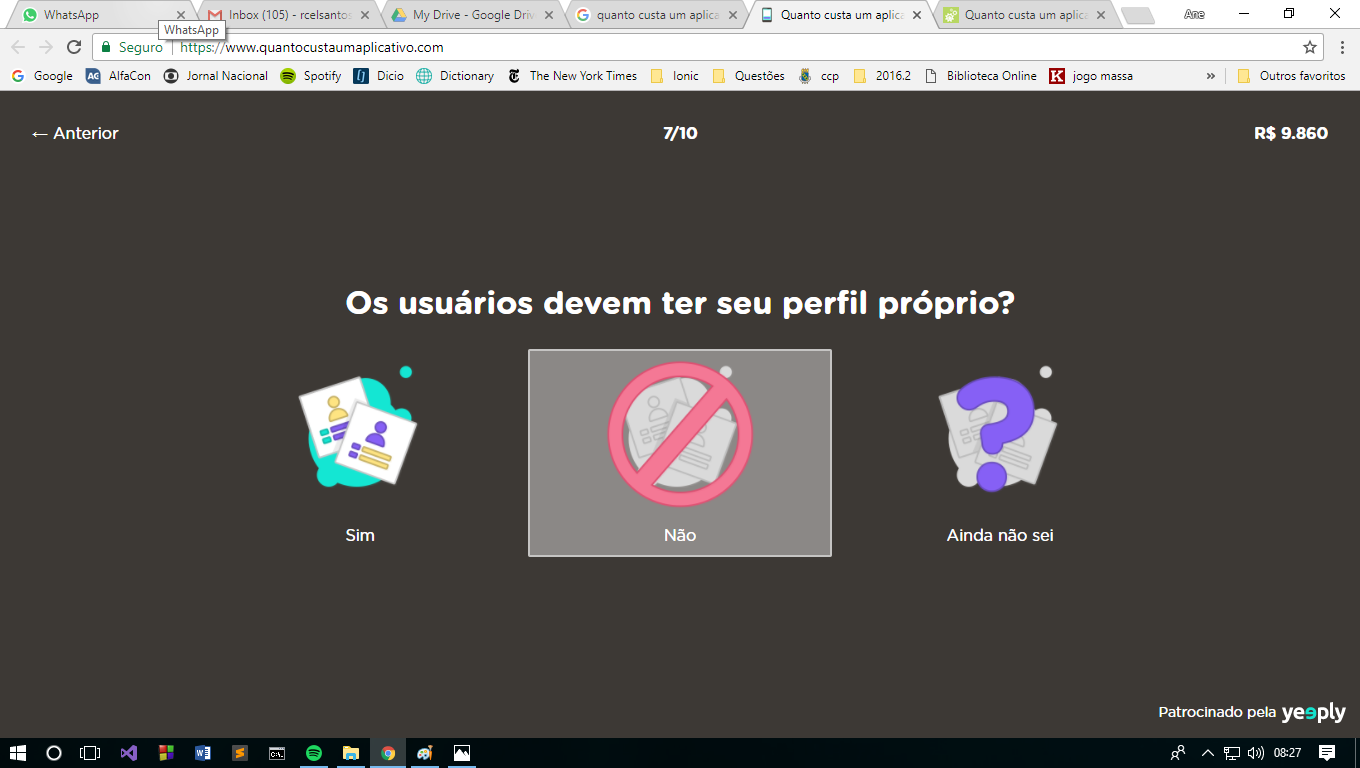 WhatsApp
Inbox (105) - rcelsantos
My Drive - Google Driv
quanto custa um aplica
Quanto custa um aplic
Quanto custa um aplic
Ane
WhatsApp
Seguro
https://www.quantocustaumaplicativo.com
Google
AlfaCon
Jornal Nacional
Spotify
Dicio
Dictionary
The New York Times
Ionic
Questões
ccp
2016.2
Biblioteca Online
jogo massa
»
Outros favoritos
← Anterior
7/10
R$ 9.860
Os usuários devem ter seu perfil próprio?
Sim
Não
Ainda não sei
Patrocinado pela yeeply
08:27